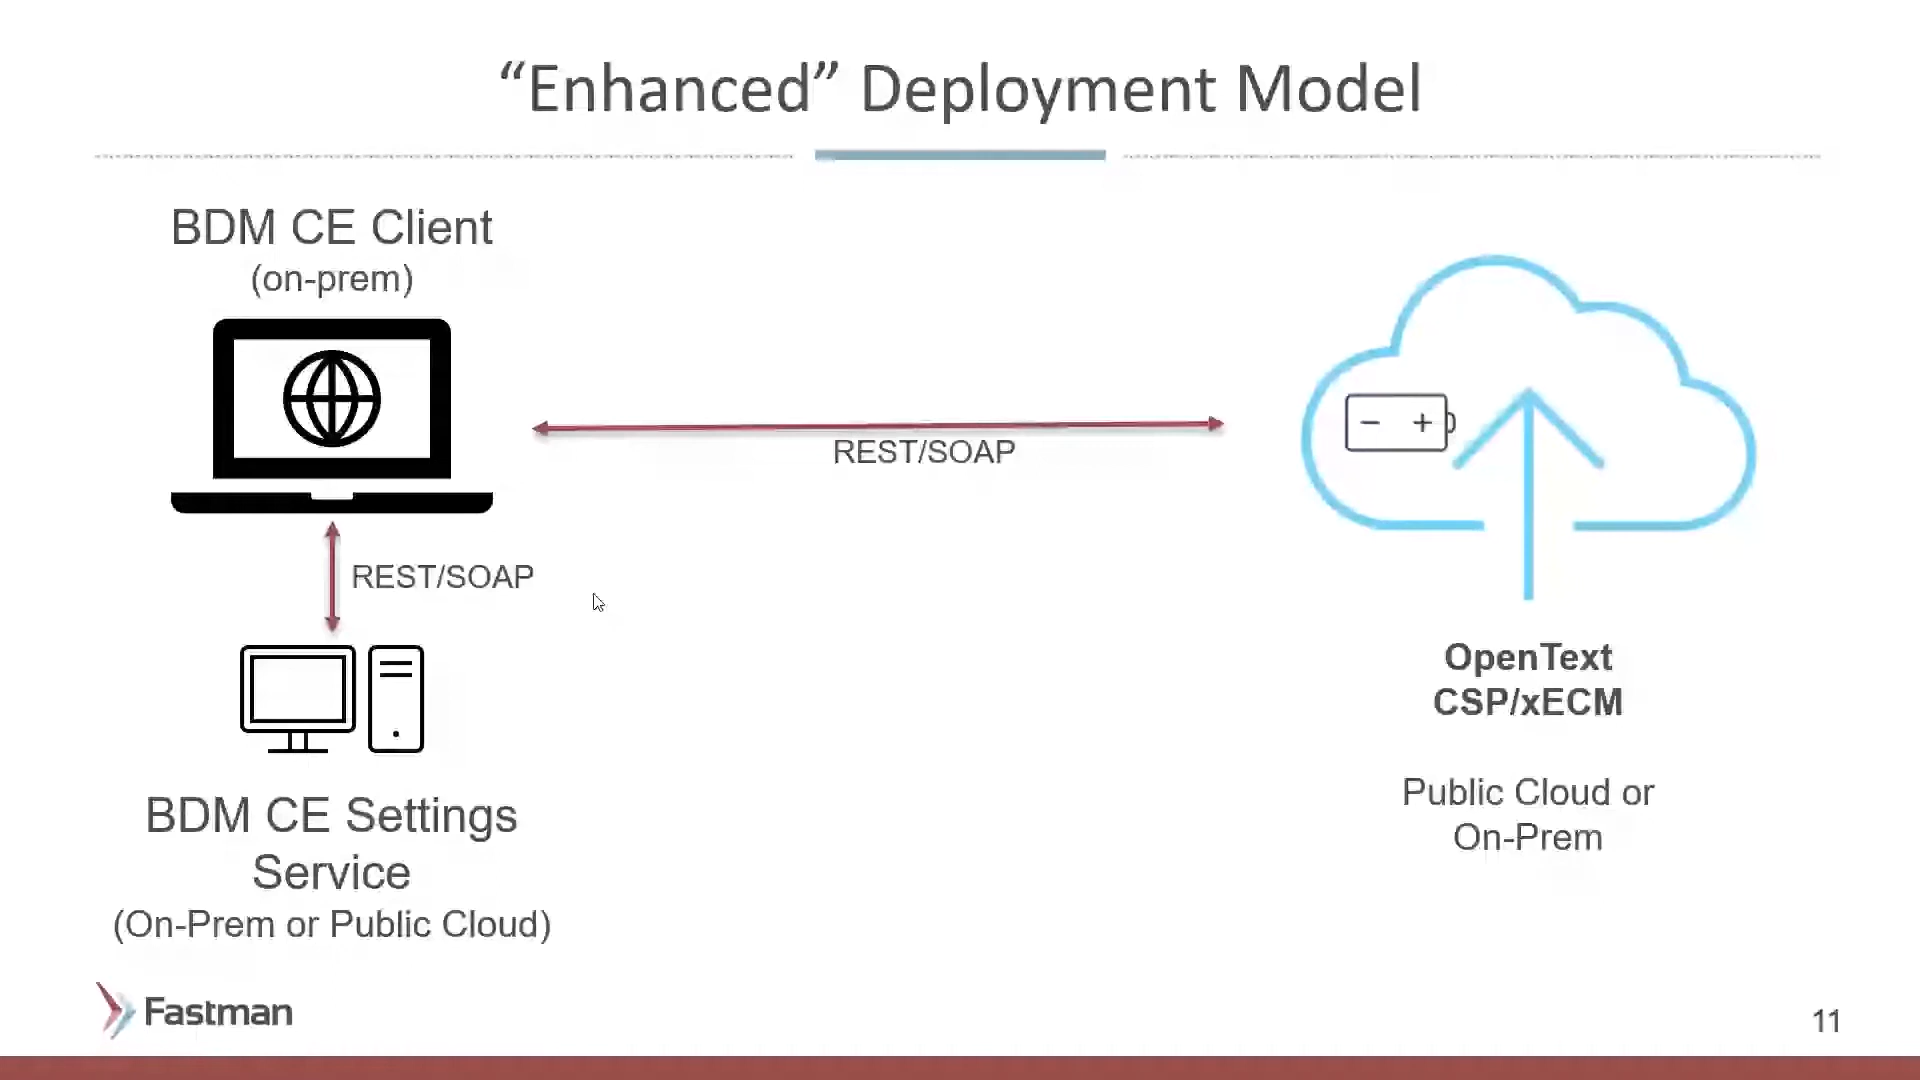 “Enhanced” Deployment Model
BDM CE Client
(on-prem)
REST/SOAP
REST/SOAP
BDM CE Settings
Service
(On-Prem or Public Cloud)
− +
OpenText
CSP/xECM
Public Cloud or
On-Prem
Fastman
11